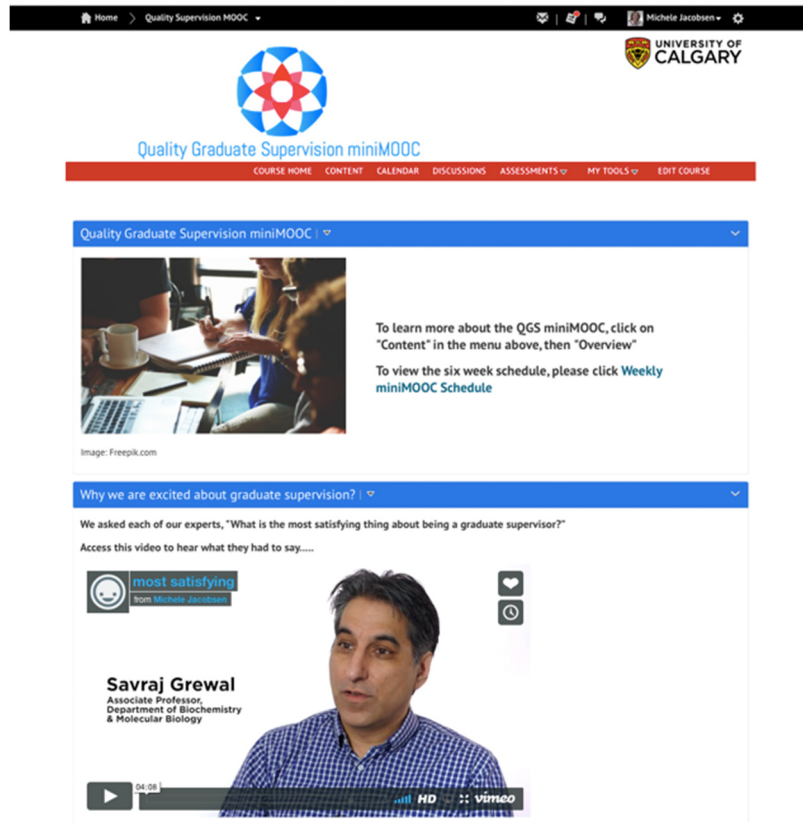 Home Quality Supervision MOOC Michele Jacobsen
UNIVERSITY OF
CALGARY
Quality Graduate Supervision miniMOOC
COURSE HOME CONTENT CALENDAR DISCUSSIONS ASSESSMENTS MY TOOLS EDIT COURSE
Quality Graduate Supervision miniMOOC |
To learn more about the QGS miniMOOC, click on
"Content" in the menu above, then "Overview"
To view the six week schedule, please click Weekly
miniMOOC Schedule
Image: Freepik.com
Why we are excited about graduate supervision? |
We asked each of our experts, "What is the most satisfying thing about being a graduate supervisor?"
Access this video to hear what they had to say.....
most satisfying
from Michele Jacobsen
Savraj Grewal
Associate Professor,
Department of Biochemistry
& Molecular Biology
04:08
HD vimeo